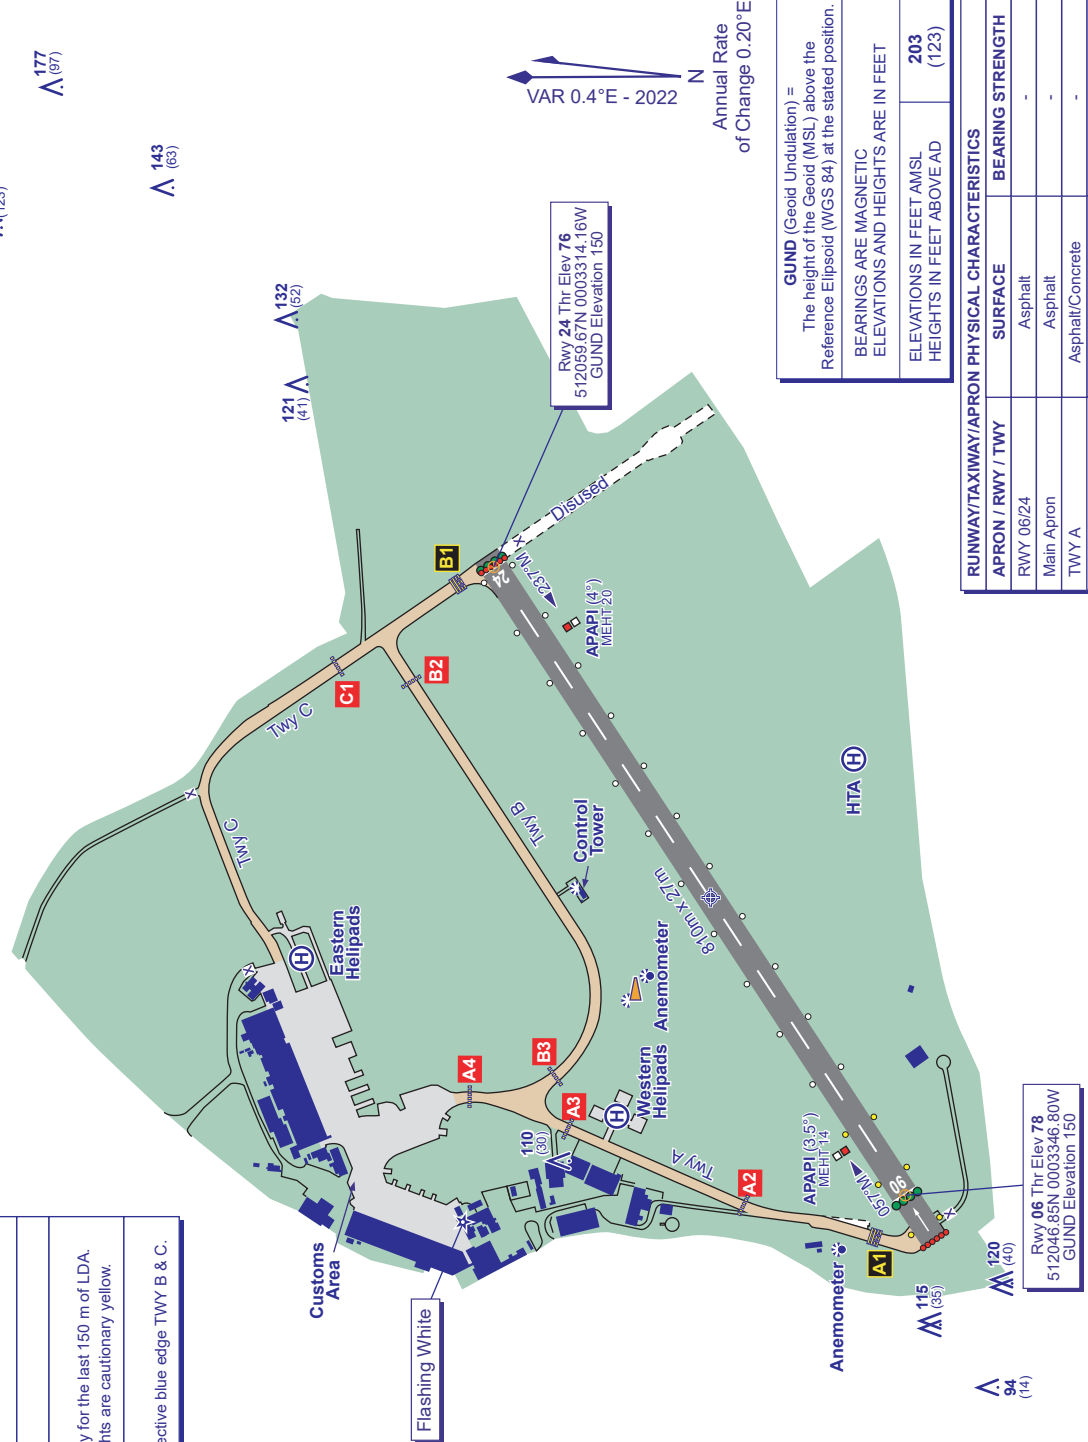 177
(97)
143
(63)
(123)
132
(52)
121
(41)
VAR 0.4°E - 2022
N
Annual Rate
of Change 0.20°E
GUND (Geoid Undulation) =
The height of the Geoid (MSL) above the
Reference Elipsoid (WGS 84) at the stated position.
BEARINGS ARE MAGNETIC
ELEVATIONS AND HEIGHTS ARE IN FEET
ELEVATIONS IN FEET AMSL
HEIGHTS IN FEET ABOVE AD
203
(123)
RUNWAY/TAXIWAY/APRON PHYSICAL CHARACTERISTICS
APRON / RWY / TWY SURFACE BEARING STRENGTH
RWY 06/24 Asphalt -
Main Apron Asphalt -
TWY A Asphalt/Concrete -
Rwy 24 Thr Elev 76
512059.67N 0003314.16W
GUND Elevation 150
Disused
X
237°M
24
B1
APAPI (4°)
MEHT 20
C1
B2
Twy C
X
Twy C
Twy B
Control
Tower
810m x 27m
HTA H
Eastern
Helipads
H
X
Anemometer
A4
B3
A3
Western
Helipads
H
110
(30)
Twy A
A2
APAPI (3.5°)
MEHT 14
057°M
06
X
A1
Anemometer
Customs
Area
Flashing White
Rwy 06 Thr Elev 78
512046.85N 0003346.80W
GUND Elevation 150
120
(40)
115
(35)
94
(14)
y for the last 150 m of LDA.
hts are cautionary yellow.
ective blue edge TWY B & C.